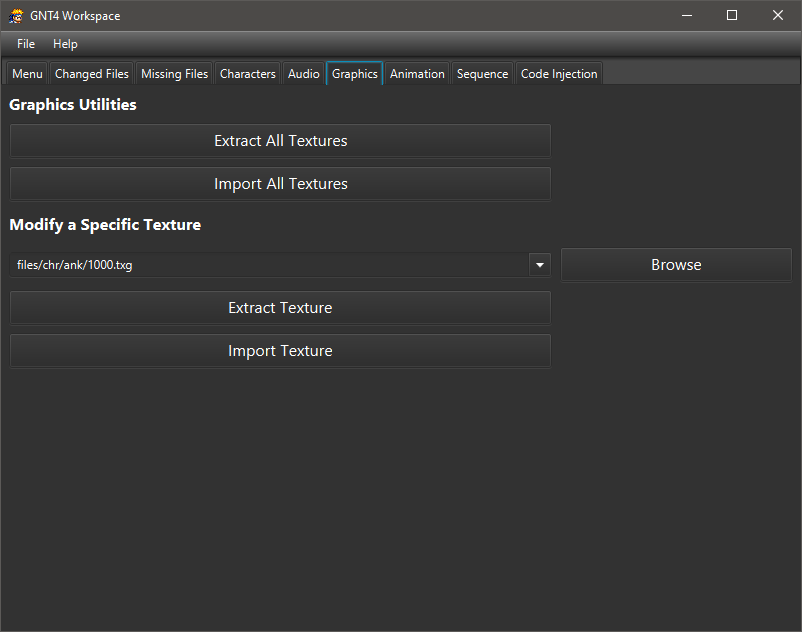 GNT4 Workspace
File Help
Menu Changed Files Missing Files Characters Audio Graphics Animation Sequence Code Injection
Graphics Utilities
Extract All Textures
Import All Textures
Modify a Specific Texture
files/chr/ank/1000.txg Browse
Extract Texture
Import Texture